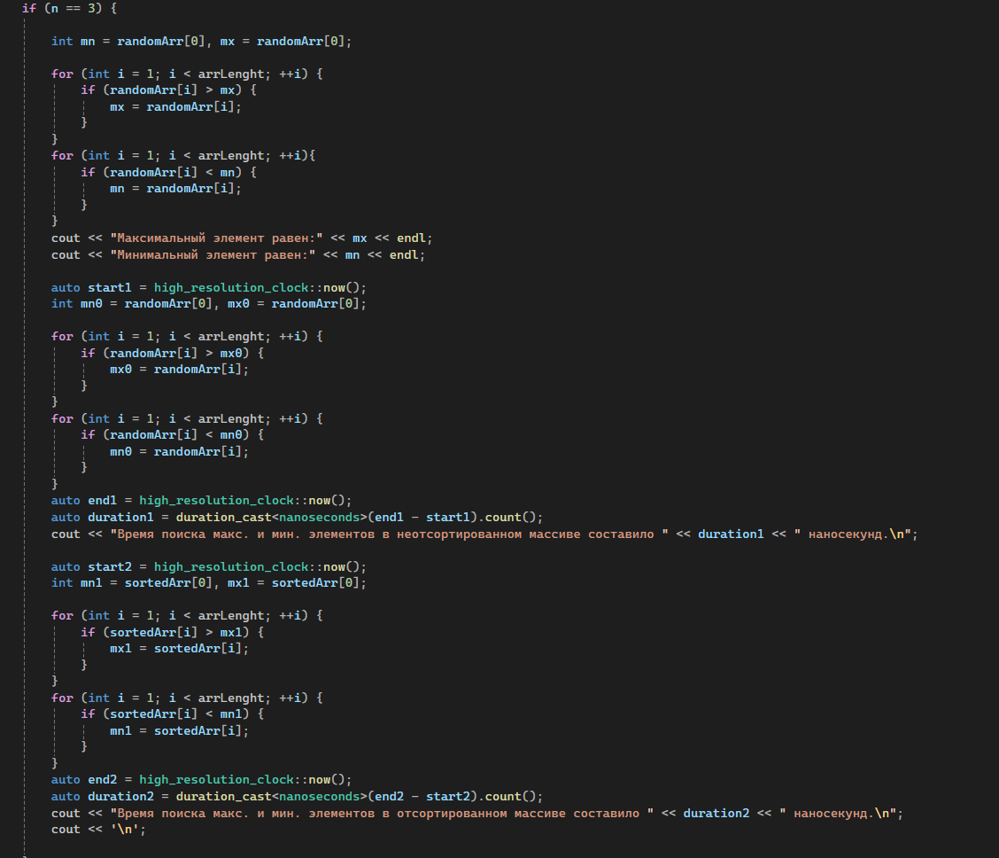 if (n == 3) {
int mn = randomArr[0], mx = randomArr[0];
for (int i = 1; i < arrLenght; ++i) {
if (randomArr[i] > mx) {
mx = randomArr[i];
}
}
for (int i = 1; i < arrLenght; ++i){
if (randomArr[i] < mn) {
mn = randomArr[i];
}
}
cout << "Максимальный элемент равен:" << mx << endl;
cout << "Минимальный элемент равен:" << mn << endl;
auto start1 = high_resolution_clock::now();
int mn0 = randomArr[0], mx0 = randomArr[0];
for (int i = 1; i < arrLenght; ++i) {
if (randomArr[i] > mx0) {
mx0 = randomArr[i];
}
}
for (int i = 1; i < arrLenght; ++i) {
if (randomArr[i] < mn0) {
mn0 = randomArr[i];
}
}
auto end1 = high_resolution_clock::now();
auto duration1 = duration_cast<nanoseconds>(end1 - start1).count();
cout << "Время поиска макс. и мин. элементов в неотсортированном массиве составило " << duration1 << " наносекунд.\n";
auto start2 = high_resolution_clock::now();
int mn1 = sortedArr[0], mx1 = sortedArr[0];
for (int i = 1; i < arrLenght; ++i) {
if (sortedArr[i] > mx1) {
mx1 = sortedArr[i];
}
}
for (int i = 1; i < arrLenght; ++i) {
if (sortedArr[i] < mn1) {
mn1 = sortedArr[i];
}
}
auto end2 = high_resolution_clock::now();
auto duration2 = duration_cast<nanoseconds>(end2 - start2).count();
cout << "Время поиска макс. и мин. элементов в отсортированном массиве составило " << duration2 << " наносекунд.\n";
cout << '\n';